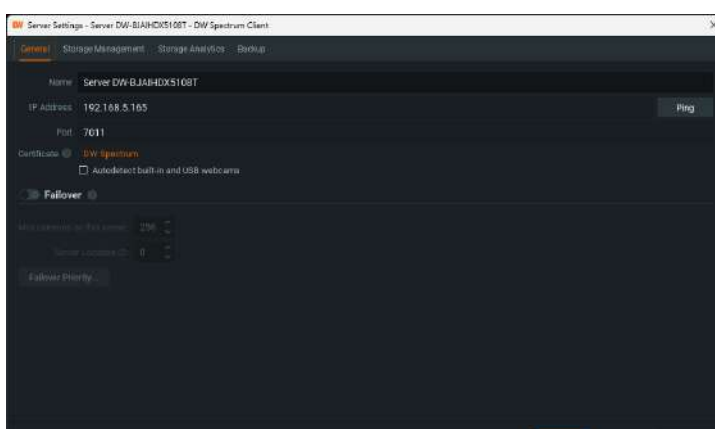 DW Server Settings - Server DW-BJAIHDX5108T - DW Spectrum Client
General Storage Management Storage Analytics Backup
Name Server DW-BJAIHDX5108T
IP Address 192.168.5.165 Ping
Port 7011
Certificate DW Spectrum
Autodetect built-in and USB webcams
Failover
256
0
Failover Priority...